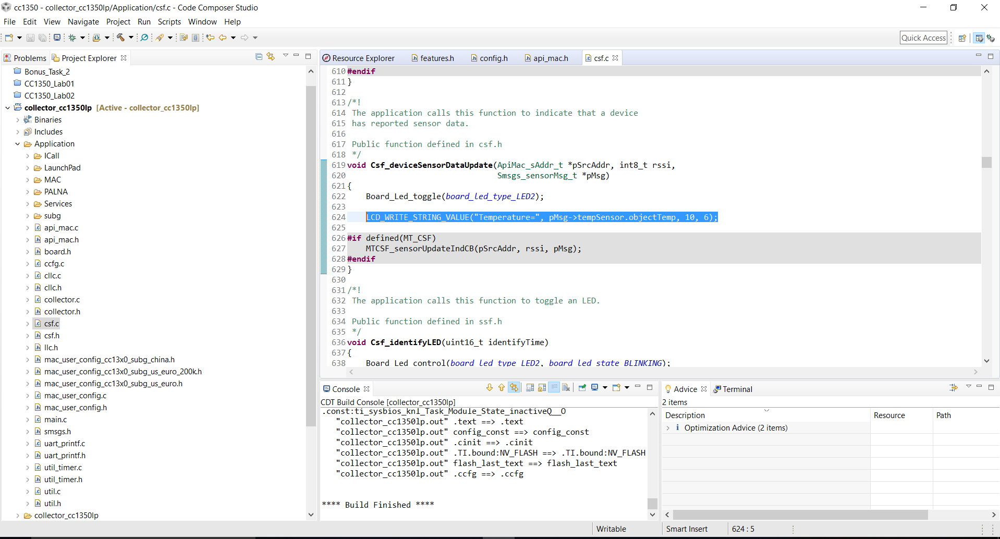 cc1350 - collector_cc1350lp/Application/csf.c - Code Composer Studio
File Edit View Navigate Project Run Scripts Window Help
Quick Access
Problems Project Explorer
Bonus_Task_2
CC1350_Lab01
CC1350_Lab02
collector_cc1350lp [Active - collector_cc1350lp]
Binaries
Includes
Application
ICall
LaunchPad
MAC
PALNA
Services
subg
api_mac.c
api_mac.h
board.h
ccfg.c
cllc.c
cllc.h
collector.c
collector.h
csf.c
csf.h
llc.h
mac_user_config_cc13x0_subg_china.h
mac_user_config_cc13x0_subg_us_euro_200k.h
mac_user_config_cc13x0_subg_us_euro.h
mac_user_config.c
mac_user_config.h
main.c
smsgs.h
uart_printf.c
uart_printf.h
util_timer.c
util_timer.h
util.c
util.h
collector_cc1350lp
Resource Explorer features.h config.h api_mac.h csf.c
610 #endif
611 }
612
613 /*!
614 The application calls this function to indicate that a device
615 has reported sensor data.
616
617 Public function defined in csf.h
618 */
619 void Csf_deviceSensorDataUpdate(ApiMac_sAddr_t *pSrcAddr, int8_t rssi,
620 Smsgs_sensorMsg_t *pMsg)
621 {
622 Board_Led_toggle(board_led_type_LED2);
623
624 LCD_WRITE_STRING_VALUE("Temperature=", pMsg->tempSensor.objectTemp, 10, 6);
625
626 #if defined(MT_CSF)
627 MTCSF_sensorUpdateIndCB(pSrcAddr, rssi, pMsg);
628 #endif
629 }
630
631 /*!
632 The application calls this function to toggle an LED.
633
634 Public function defined in ssf.h
635 */
636 void Csf_identifyLED(uint16_t identifyTime)
637 {
638 Board_Led_control(board_led_type_LED2, board_led_state_BLINKING);
Console
CDT Build Console [collector_cc1350lp]
.const:ti_sysbios_knl_Task_Module_State_inactiveQ__O
"collector_cc1350lp.out" .text ==> .text
"collector_cc1350lp.out" config_const ==> config_const
"collector_cc1350lp.out" .cinit ==> .cinit
"collector_cc1350lp.out" .TI.bound:NV_FLASH ==> .TI.bound:NV_FLASH
"collector_cc1350lp.out" flash_last_text ==> flash_last_text
"collector_cc1350lp.out" .ccfg ==> .ccfg
**** Build Finished ****
Advice Terminal
2 items
Description Resource Path
Optimization Advice (2 items)
Writable Smart Insert 624 : 5